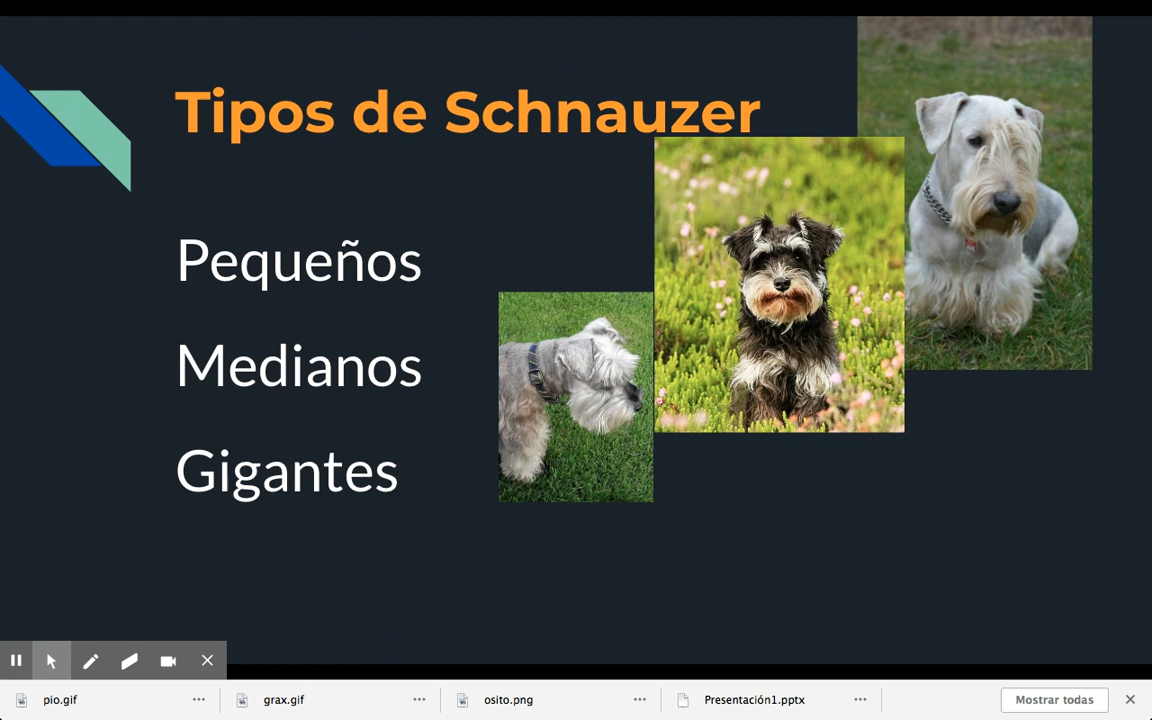 Tipos de Schnauzer
Pequeños
Medianos
Gigantes
pio.gif
grax.gif
osito.png
Presentación1.pptx
Mostrar todas